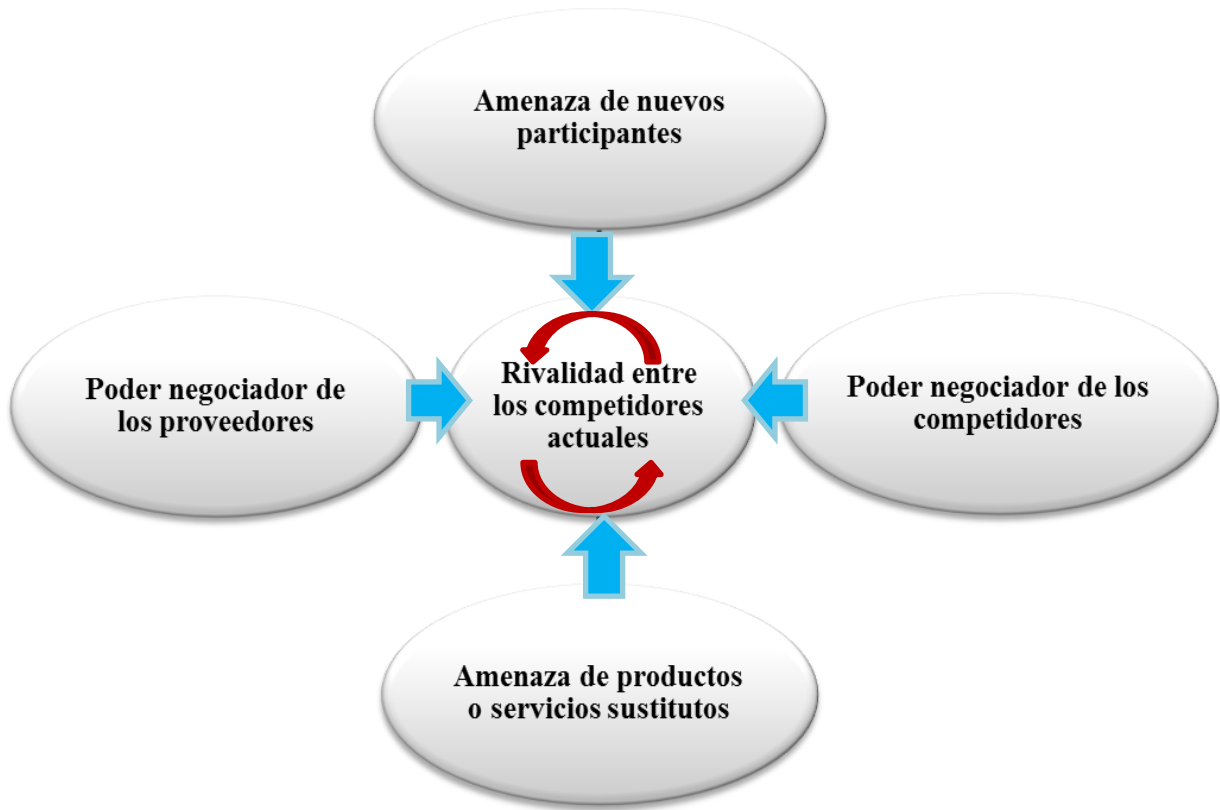 Amenaza de nuevos
participantes
Poder negociador de
los proveedores
Rivalidad entre
los competidores
actuales
Poder negociador de los
competidores
Amenaza de productos
o servicios sustitutos